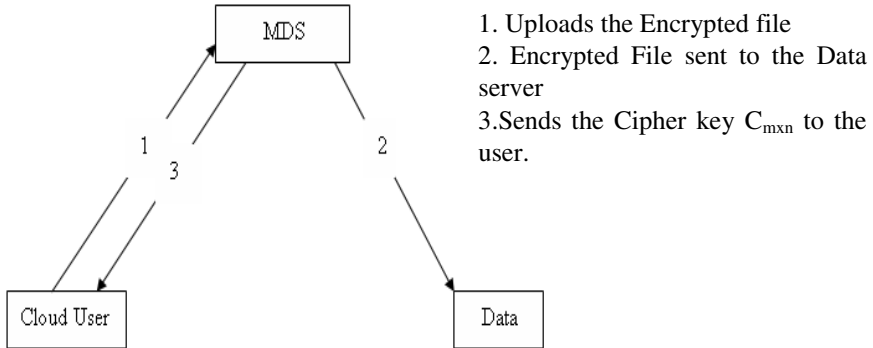 MDS
1. Uploads the Encrypted file
2. Encrypted File sent to the Data
server
3.Sends the Cipher key Cmxn to the
user.
1
3
2
Cloud User
Data